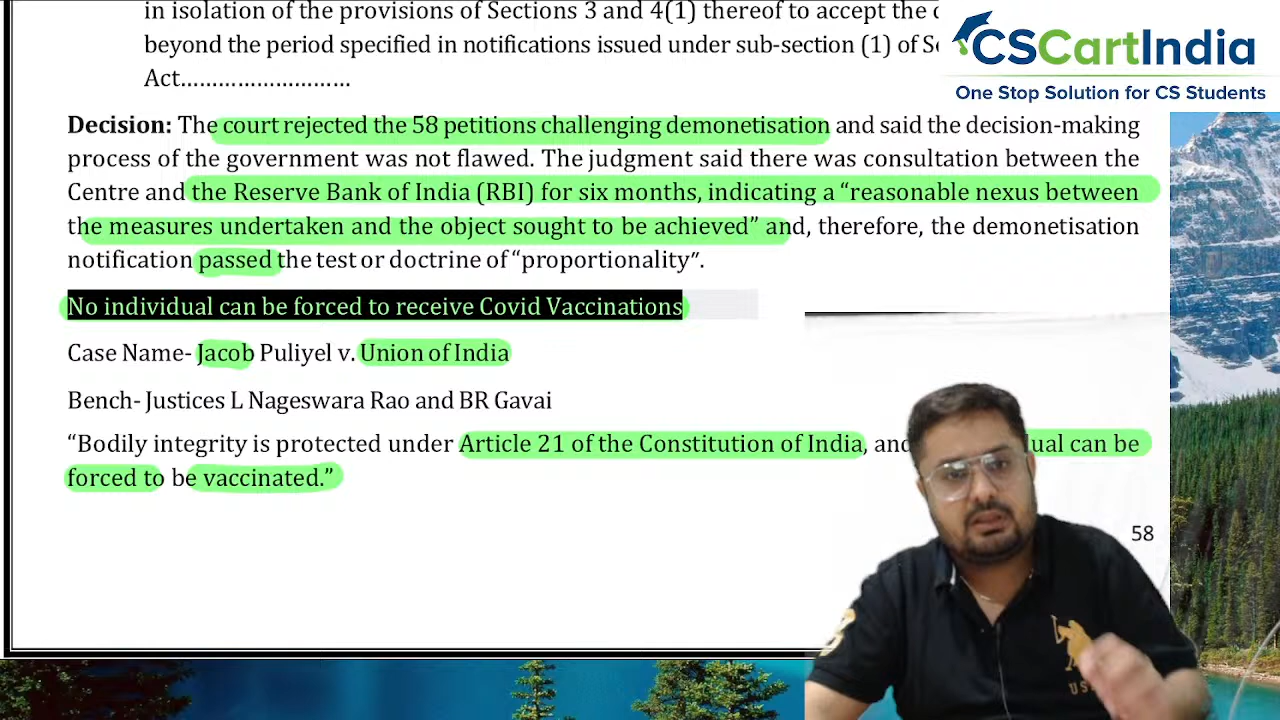 in isolation of the provisions of Sections 3 and 4(1) thereof to accept the
beyond the period specified in notifications issued under sub-section (1) of
Act…………………………
CSCartIndia
One Stop Solution for CS Students
Decision: The court rejected the 58 petitions challenging demonetisation and said the decision-making
process of the government was not flawed. The judgment said there was consultation between the
Centre and the Reserve Bank of India (RBI) for six months, indicating a “reasonable nexus between
the measures undertaken and the object sought to be achieved” and, therefore, the demonetisation
notification passed the test or doctrine of “proportionality”.
No individual can be forced to receive Covid Vaccinations
Case Name- Jacob Puliyel v. Union of India
Bench- Justices L Nageswara Rao and BR Gavai
“Bodily integrity is protected under Article 21 of the Constitution of India, can be
forced to be vaccinated.”
58